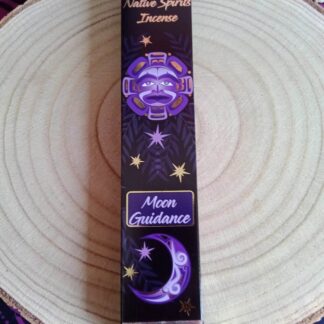 Native Spirits
Incense
Moon
Guidance